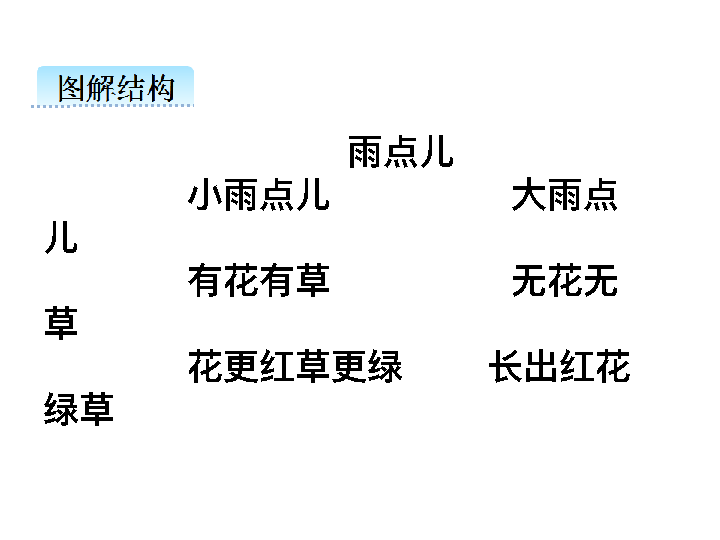 图解结构
雨点儿
小雨点儿 大雨点
儿
有花有草 无花无
草
花更红草更绿 长出红花
绿草